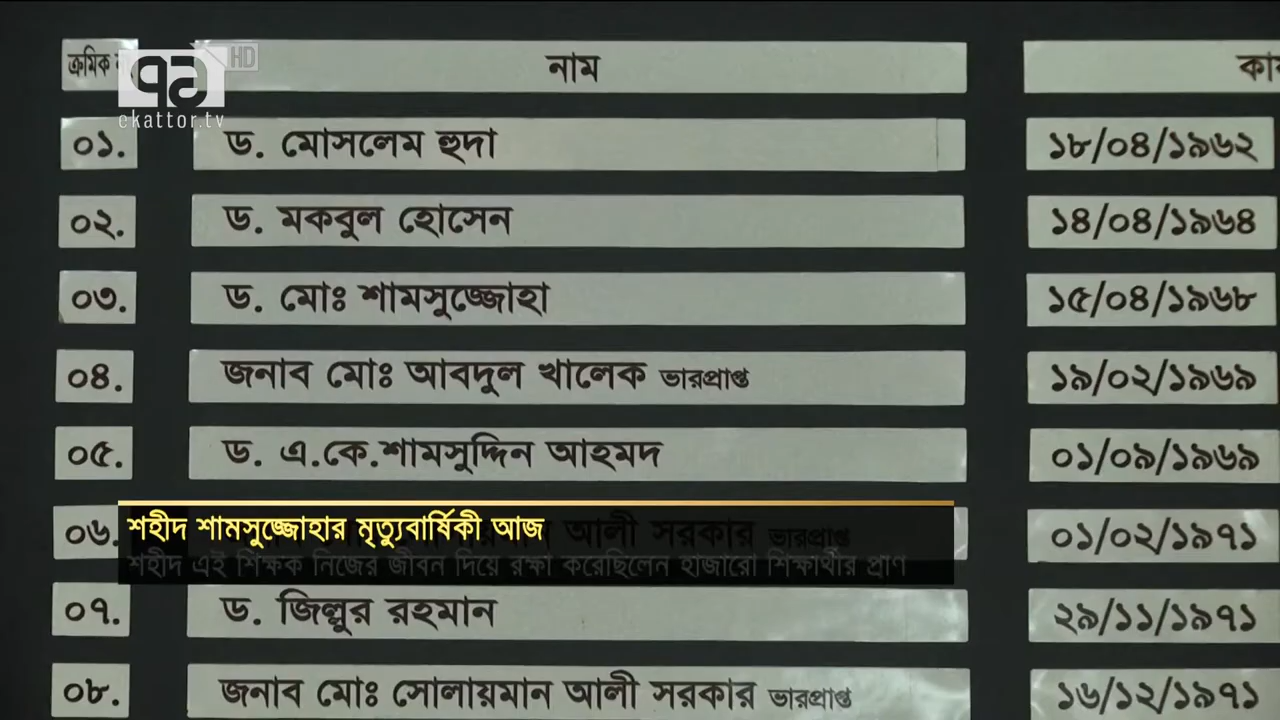 ক্রমিক নাম কা
৭১ HD
ekattor.tv
০১. ড. মোসলেম হুদা ১৮/০৪/১৯৬২
০২. ড. মকবুল হোসেন ১৪/০৪/১৯৬৪
০৩. ড. মোঃ শামসুজ্জোহা ১৫/০৪/১৯৬৮
০৪. জনাব মোঃ আবদুল খালেক ভারপ্রাপ্ত ১৯/০২/১৯৬৯
০৫. ড. এ.কে.শামসুদ্দিন আহমদ ০১/০৯/১৯৬৯
০৬. আলী সরকার ভারপ্রাপ্ত ০১/০২/১৯৭১
শহীদ শামসুজ্জোহার মৃত্যুবার্ষিকী আজ
শহীদ এই শিক্ষক নিজের জীবন দিয়ে রক্ষা করেছিলেন হাজারো শিক্ষার্থীর প্রাণ
০৭. ড. জিল্লুর রহমান ২৯/১১/১৯৭১
০৮. জনাব মোঃ সোলায়মান আলী সরকার ভারপ্রাপ্ত ১৬/১২/১৯৭১